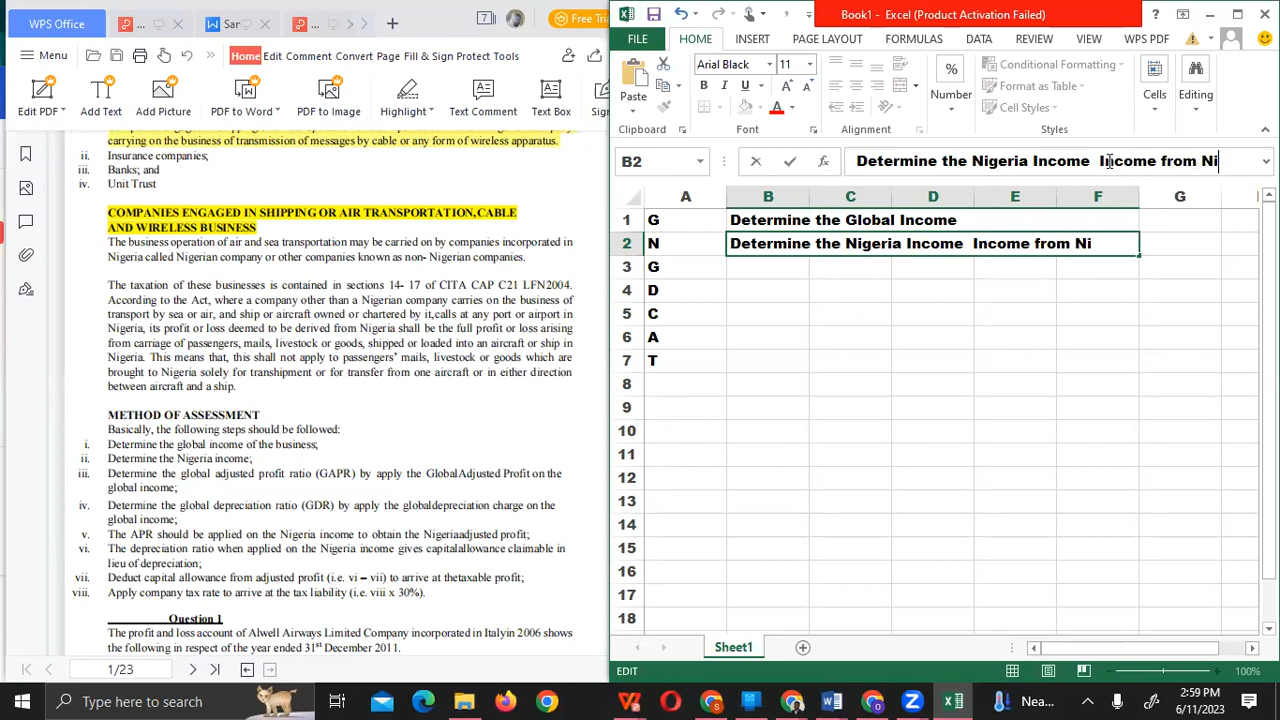 WPS Office
San
7
Free Tria
Menu
Home Edit Comment Convert Page Fill & Sign Protect Tools
Edit PDF
Add Text
Add Picture
PDF to Word
PDF to Image
Highlight
Text Comment
Text Box
carrying on the business of transmission of messages by cable or any form of wireless apparatus.
ii. Insurance companies;
iii. Banks; and
iv. Unit Trust
COMPANIES ENGAGED IN SHIPPING OR AIR TRANSPORTATION,CABLE
AND WIRELESS BUSINESS
The business operation of air and sea transportation may be carried on by companies incorporated in
Nigeria called Nigerian company or other companies known as non- Nigerian companies.
The taxation of these businesses is contained in sections 14- 17 of CITA CAP C21 LFN2004.
According to the Act, where a company other than a Nigerian company carries on the business of
transport by sea or air, and ship or aircraft owned or chartered by it,calls at any port or airport in
Nigeria, its profit or loss deemed to be derived from Nigeria shall be the full profit or loss arising
from carriage of passengers, mails, livestock or goods, shipped or loaded into an aircraft or ship in
Nigeria. This means that, this shall not apply to passengers' mails, livestock or goods which are
brought to Nigeria solely for transhipment or for transfer from one aircraft or in either direction
between aircraft and a ship.
METHOD OF ASSESSMENT
Basically, the following steps should be followed:
i. Determine the global income of the business;
ii. Determine the Nigeria income;
iii. Determine the global adjusted profit ratio (GAPR) by apply the GlobalAdjusted Profit on the
global income;
iv. Determine the global depreciation ratio (GDR) by apply the globaldepreciation charge on the
global income;
v. The APR should be applied on the Nigeria income to obtain the Nigeriaadjusted profit;
vi. The depreciation ratio when applied on the Nigeria income gives capitalallowance claimable in
lieu of depreciation;
vii. Deduct capital allowance from adjusted profit (i.e. vi – vii) to arrive at thetaxable profit;
viii. Apply company tax rate to arrive at the tax liability (i.e. viii x 30%).
Question 1
The profit and loss account of Alwell Airways Limited Company incorporated in Italyin 2006 shows
the following in respect of the year ended 31st December 2011.
1/23
Book1 - Excel (Product Activation Failed)
FILE HOME INSERT PAGE LAYOUT FORMULAS DATA REVIEW VIEW WPS PDF
Paste
Clipboard
Arial Black 11
B I U
Font
Alignment
%
Number
Conditional Formatting
Format as Table
Cell Styles
Styles
Cells
Editing
B2
fx
Determine the Nigeria Income  Income from Ni
A B C D E F G
1 G Determine the Global Income
2 N Determine the Nigeria Income  Income from Ni
3 G
4 D
5 C
6 A
7 T
8
9
10
11
12
13
14
15
16
17
18
Sheet1
EDIT
100%
Type here to search
Nea...
2:59 PM
6/11/2023